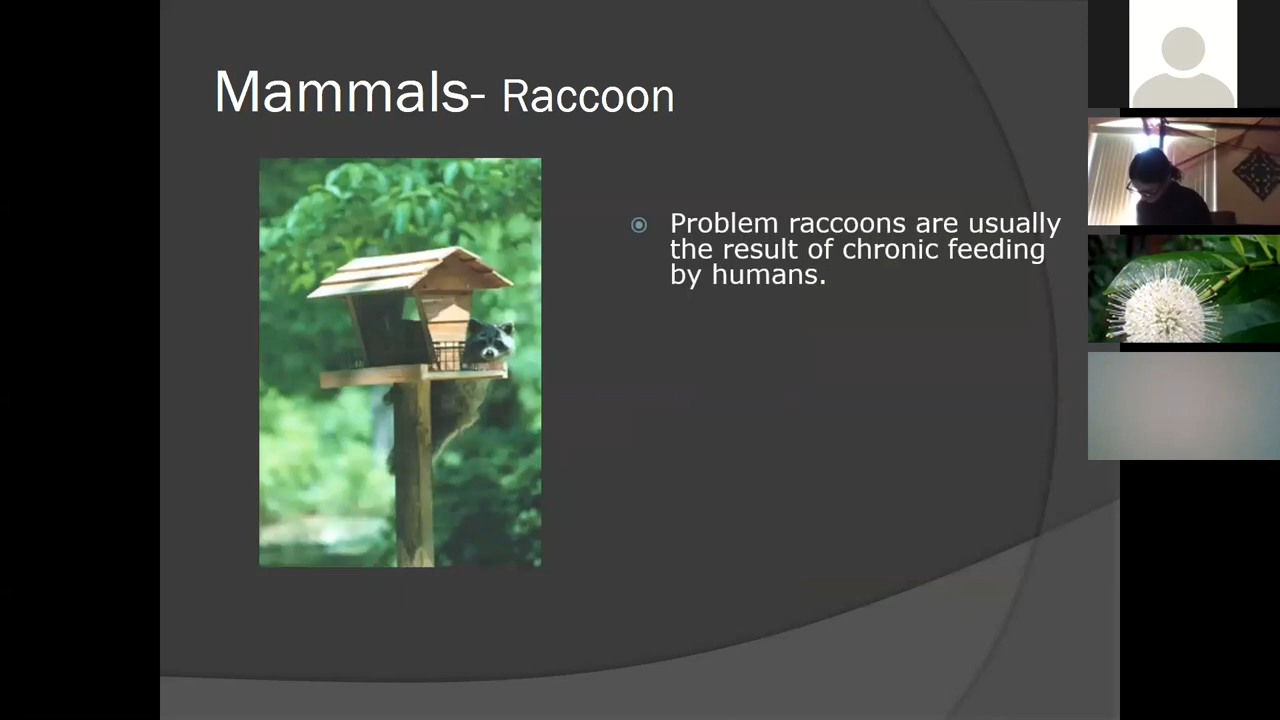 Mammals- Raccoon
Problem raccoons are usually
the result of chronic feeding
by humans.